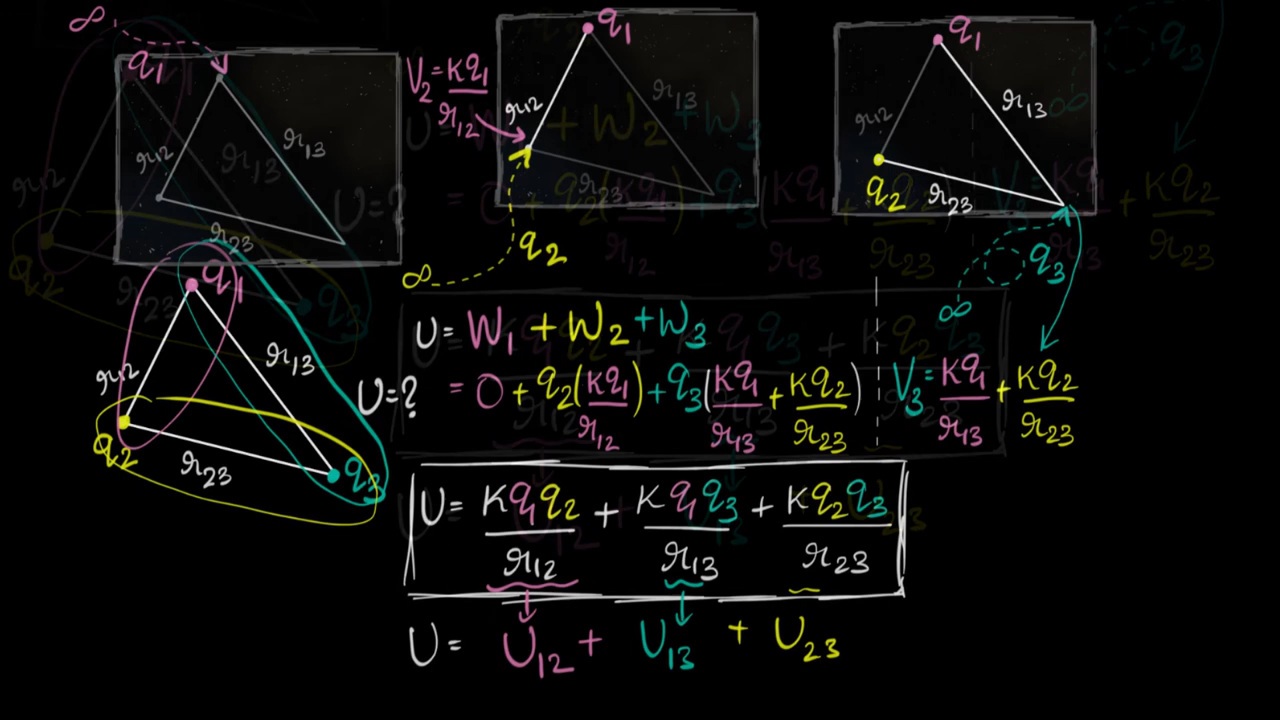 ∞
q₁
r₁₂
r₁₃
r₂₃
V₂ = Kq₁/r₁₂
q₁
r₁₂
r₁₃
r₂₃
∞
q₂
q₁
r₁₂
r₁₃
q₂
r₂₃
q₃
∞
q₁
r₁₂
r₁₃
q₂
r₂₃
q₃
U=?
U = W₁ + W₂ + W₃
= 0 + q₂(Kq₁/r₁₂) + q₃(Kq₁/r₁₃ + Kq₂/r₂₃)
V₃ = Kq₁/r₁₃ + Kq₂/r₂₃
U = Kq₁q₂/r₁₂ + Kq₁q₃/r₁₃ + Kq₂q₃/r₂₃
U = U₁₂ + U₁₃ + U₂₃